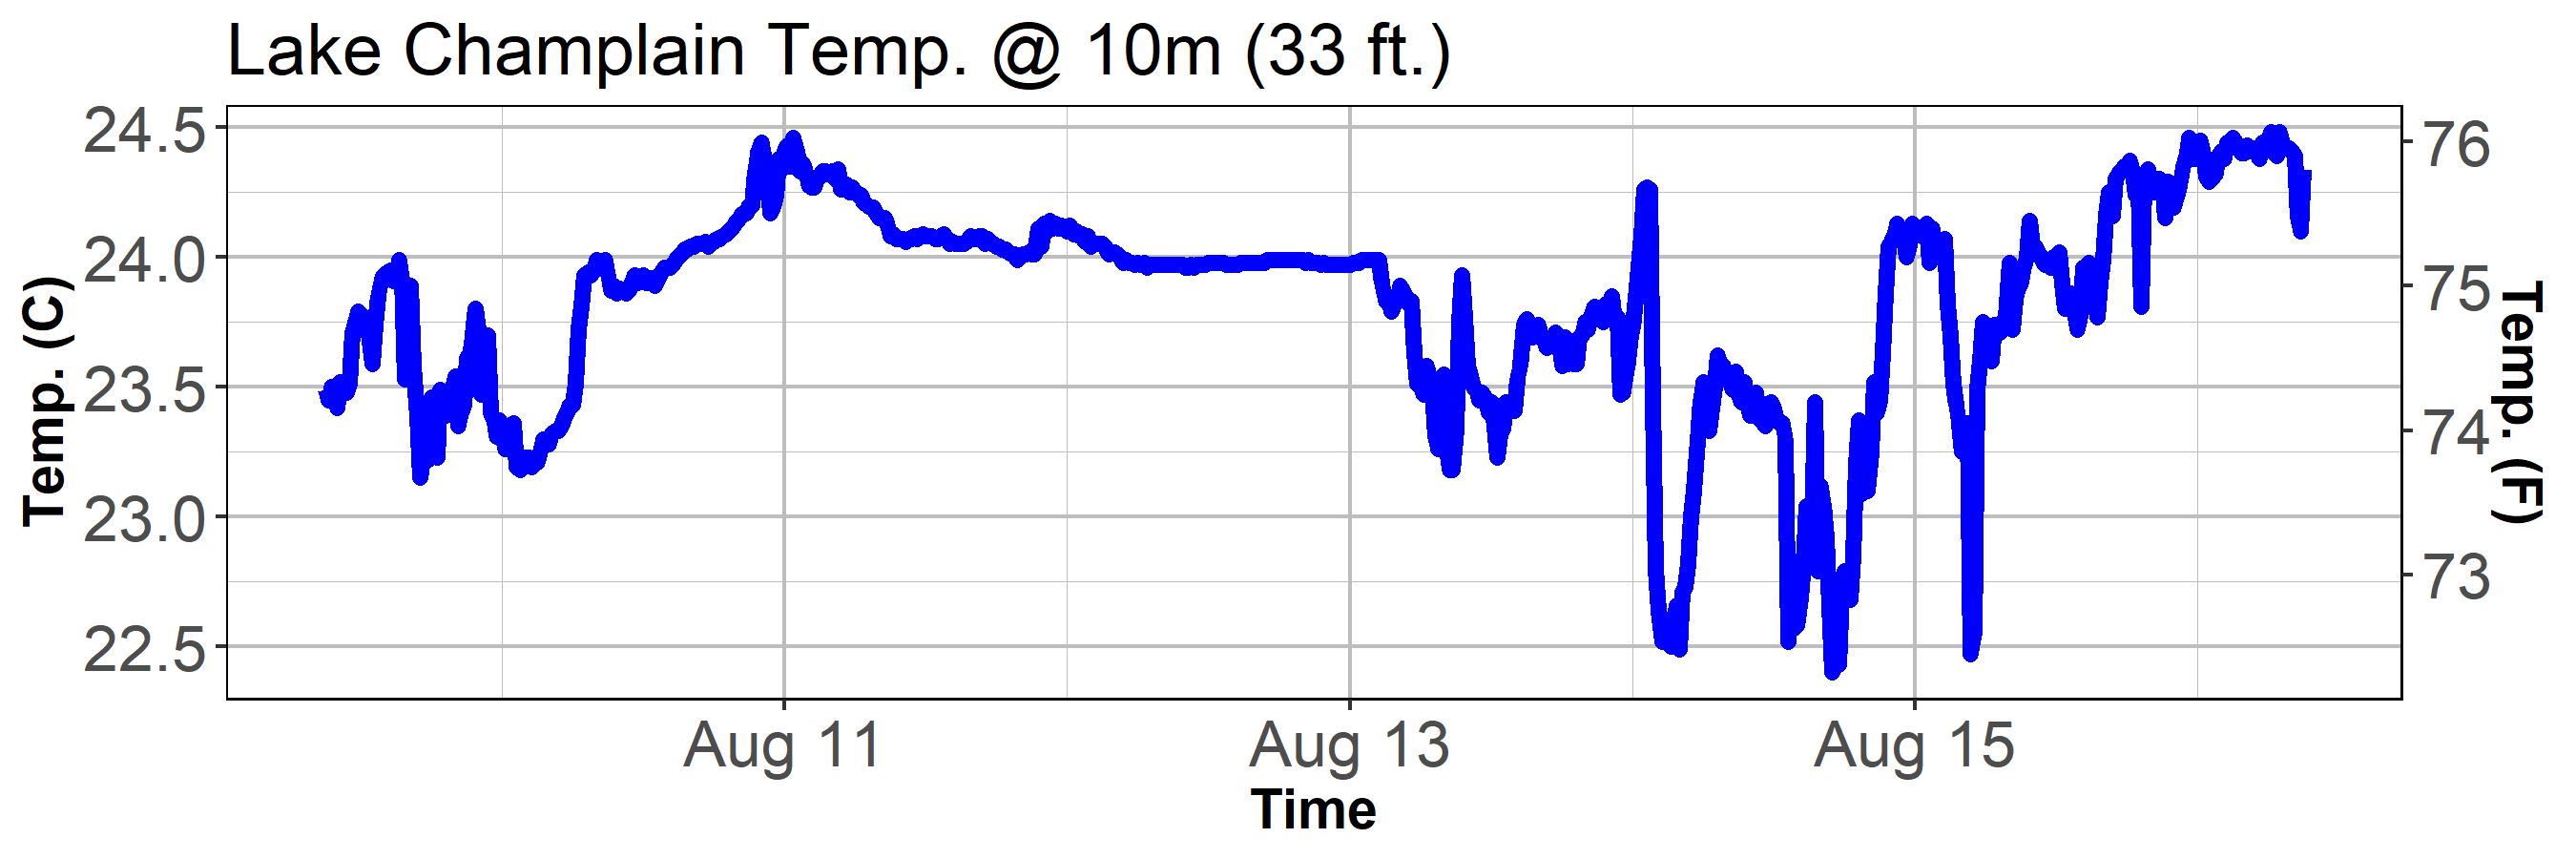 Lake Champlain Temp. @ 10m (33 ft.)
24.5
24.0
23.5
23.0
22.5
Temp. (C)
76
75
74
73
Temp. (F)
Aug 11
Aug 13
Aug 15
Time